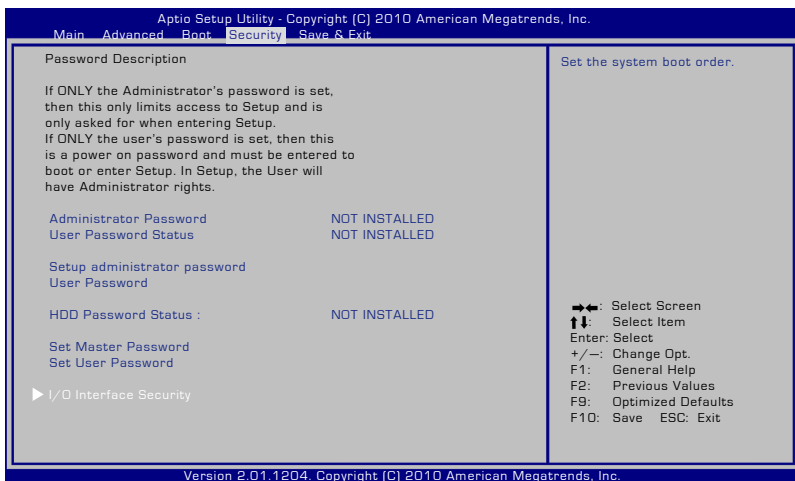 Aptio Setup Utility - Copyright (C) 2010 American Megatrends, Inc.
Main Advanced Boot Security Save & Exit
Password Description
If ONLY the Administrator's password is set,
then this only limits access to Setup and is
only asked for when entering Setup.
If ONLY the user's password is set, then this
is a power on password and must be entered to
boot or enter Setup. In Setup, the User will
have Administrator rights.
Administrator Password NOT INSTALLED
User Password Status NOT INSTALLED
Setup administrator password
User Password
HDD Password Status : NOT INSTALLED
Set Master Password
Set User Password
I/O Interface Security
Set the system boot order.
→←: Select Screen
↑↓: Select Item
Enter: Select
+/—: Change Opt.
F1: General Help
F2: Previous Values
F9: Optimized Defaults
F10: Save ESC: Exit
Version 2.01.1204. Copyright (C) 2010 American Megatrends, Inc.